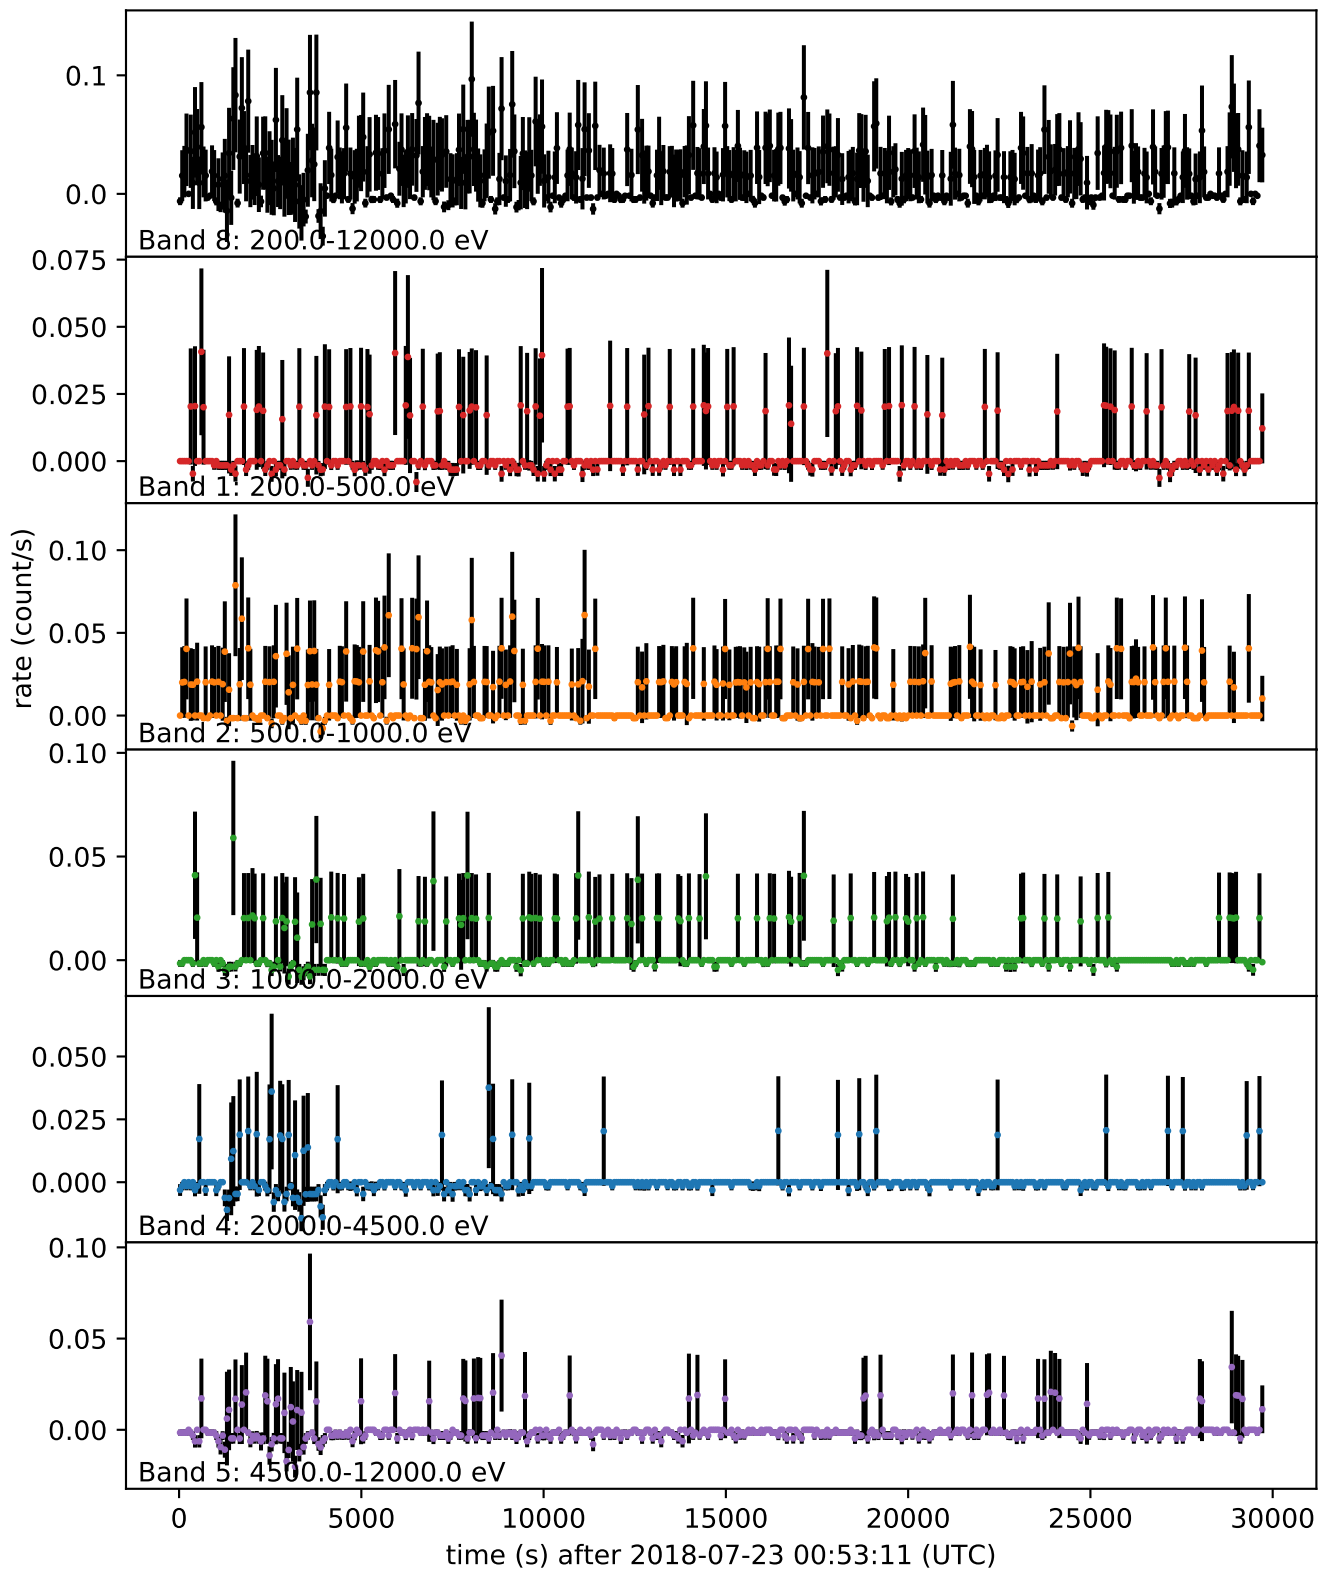 0.1
0.0
Band 8: 200.0-12000.0 eV
0.075
0.050
0.025
0.000
Band 1: 200.0-500.0 eV
rate (count/s)
0.10
0.05
0.00
Band 2: 500.0-1000.0 eV
0.10
0.05
0.00
Band 3: 1000.0-2000.0 eV
0.050
0.025
0.000
Band 4: 2000.0-4500.0 eV
0.10
0.05
0.00
Band 5: 4500.0-12000.0 eV
0 5000 10000 15000 20000 25000 30000
time (s) after 2018-07-23 00:53:11 (UTC)